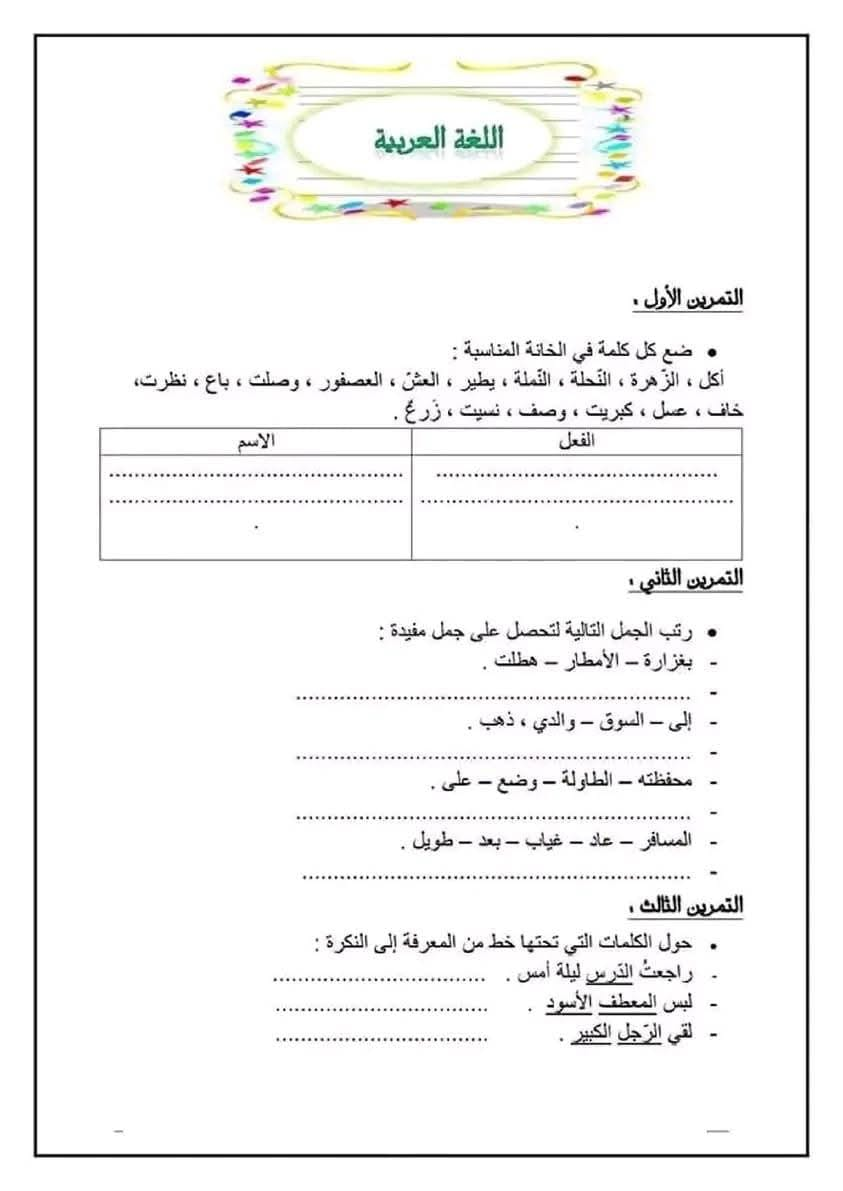 اللغة العربية
التمرين الأول :
• ضع كل كلمة في الخانة المناسبة :
أكل ، الزّهرة ، النّحلة ، النّملة ، يطير ، العشّ ، العصفور ، وصلت ، باع ، نظرت،
خاف ، عسل ، كبريت ، وصف ، نسيت ، زَرعُ .
الفعل الاسم
............................................. ...............................................
.................................................. ...............................................
. .
التمرين الثاني :
• رتب الجمل التالية لتحصل على جمل مفيدة :
- بغزارة – الأمطار – هطلت .
- ...............................................................
- إلى – السوق – والدي ، ذهب .
- ...............................................................
- محفظته – الطاولة – وضع – على .
- ...............................................................
- المسافر – عاد – غياب – بعد – طويل .
- ..............................................................
التمرين الثالث :
• حول الكلمات التي تحتها خط من المعرفة إلى النكرة :
- راجعتُ الدّرس ليلة أمس . ..................................
- لبس المعطف الأسود . ..................................
- لقي الرّجل الكبير . ..................................